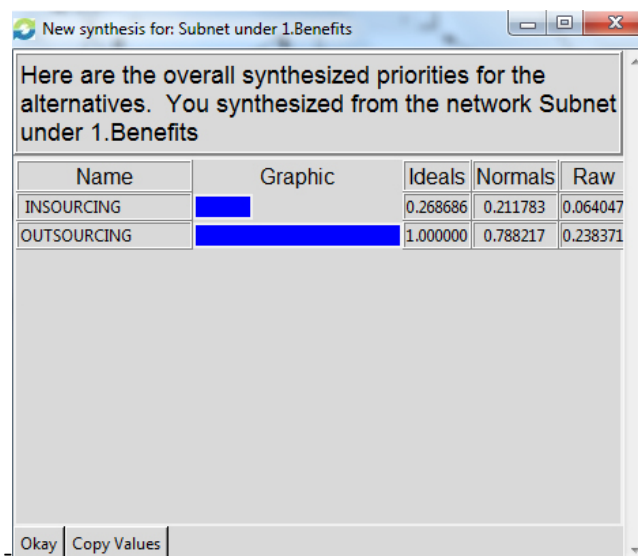 New synthesis for: Subnet under 1.Benefits
Here are the overall synthesized priorities for the
alternatives. You synthesized from the network Subnet
under 1.Benefits
Name Graphic Ideals Normals Raw
INSOURCING 0.268686 0.211783 0.064047
OUTSOURCING 1.000000 0.788217 0.238371
Okay Copy Values